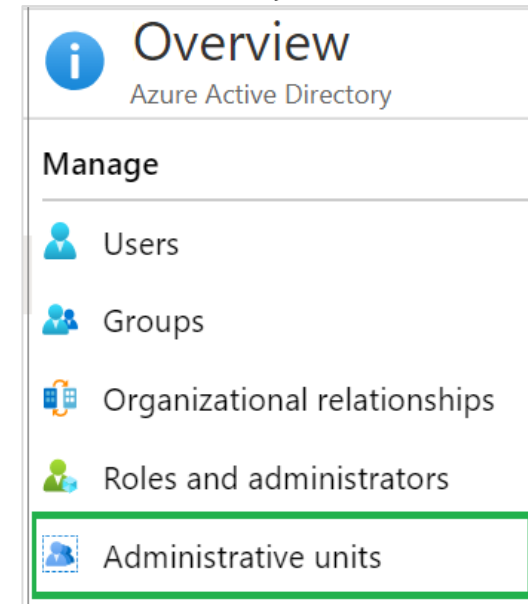 Overview
Azure Active Directory
Manage
Users
Groups
Organizational relationships
Roles and administrators
Administrative units